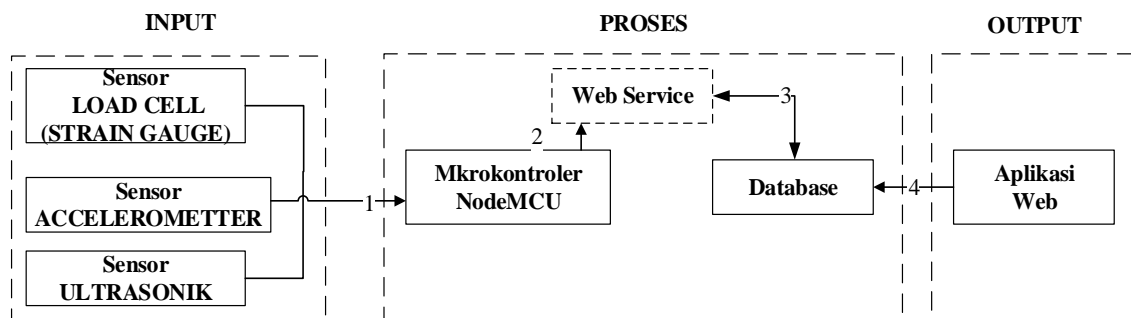 INPUT
PROSES
OUTPUT
Sensor
LOAD CELL
(STRAIN GAUGE)
Sensor
ACCELEROMETTER
Sensor
ULTRASONIK
1
Mkrokontroler
NodeMCU
2
Web Service
3
Database
4
Aplikasi
Web